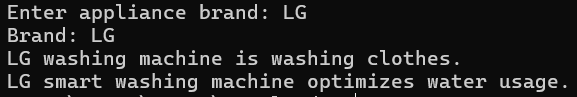 Enter appliance brand: LG
Brand: LG
LG washing machine is washing clothes.
LG smart washing machine optimizes water usage.